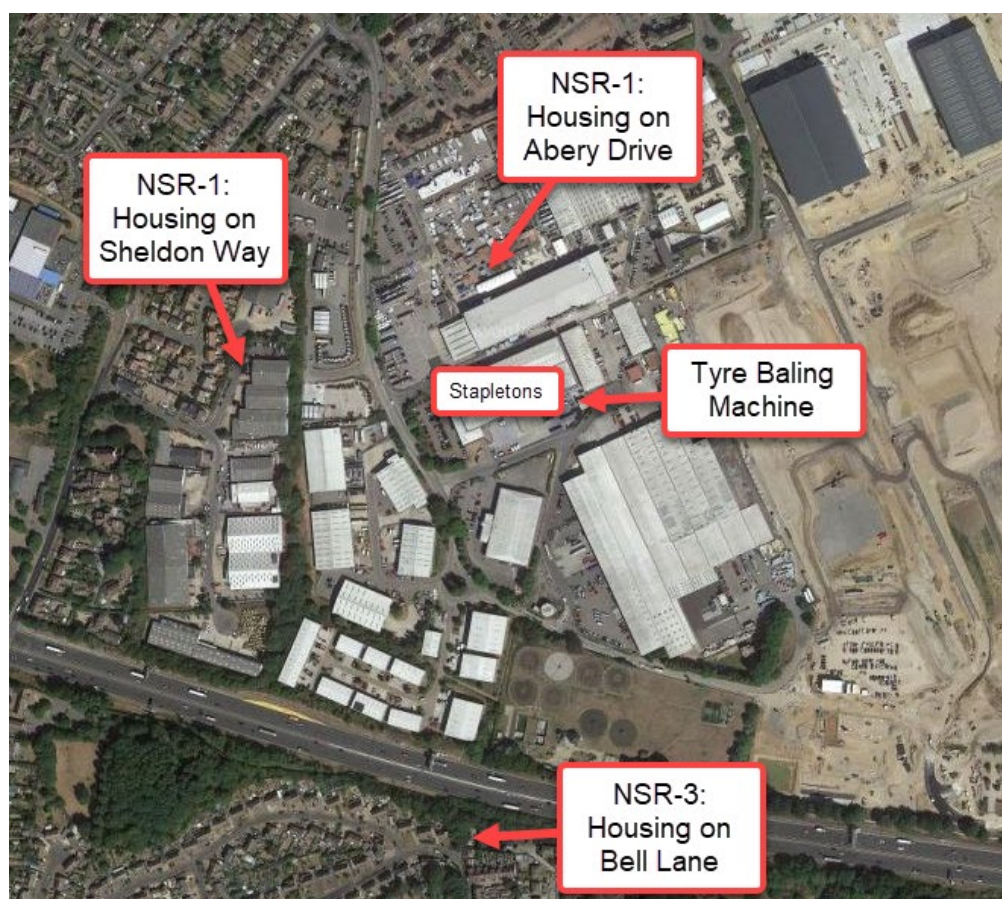 NSR-1:
Housing on
Abery Drive
NSR-1:
Housing on
Sheldon Way
Stapletons
Tyre Baling
Machine
NSR-3:
Housing on
Bell Lane